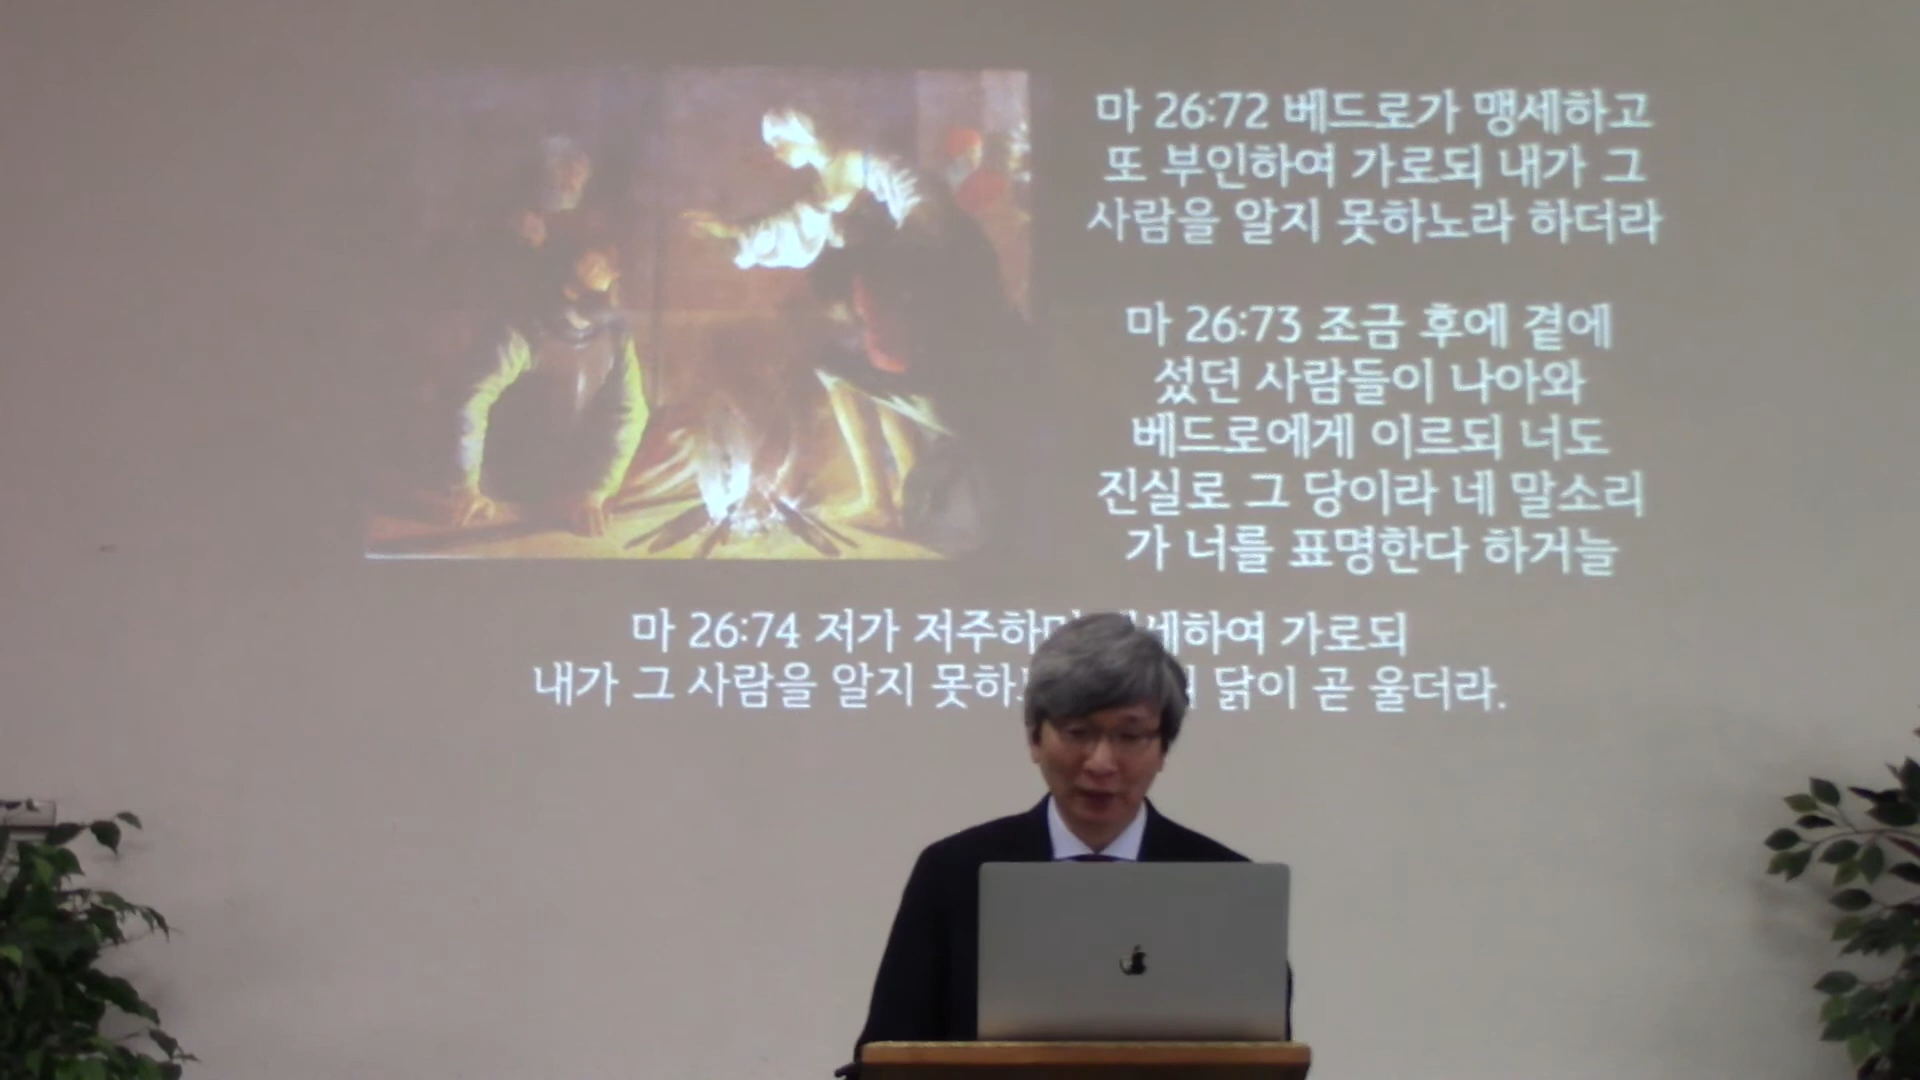 마 26:72 베드로가 맹세하고
또 부인하여 가로되 내가 그
사람을 알지 못하노라 하더라
마 26:73 조금 후에 곁에
섰던 사람들이 나아와
베드로에게 이르되 너도
진실로 그 당이라 네 말소리
가 너를 표명한다 하거늘
마 26:74 저가 가로되
내가 그 사람을 알지 닭이 곧 울더라.